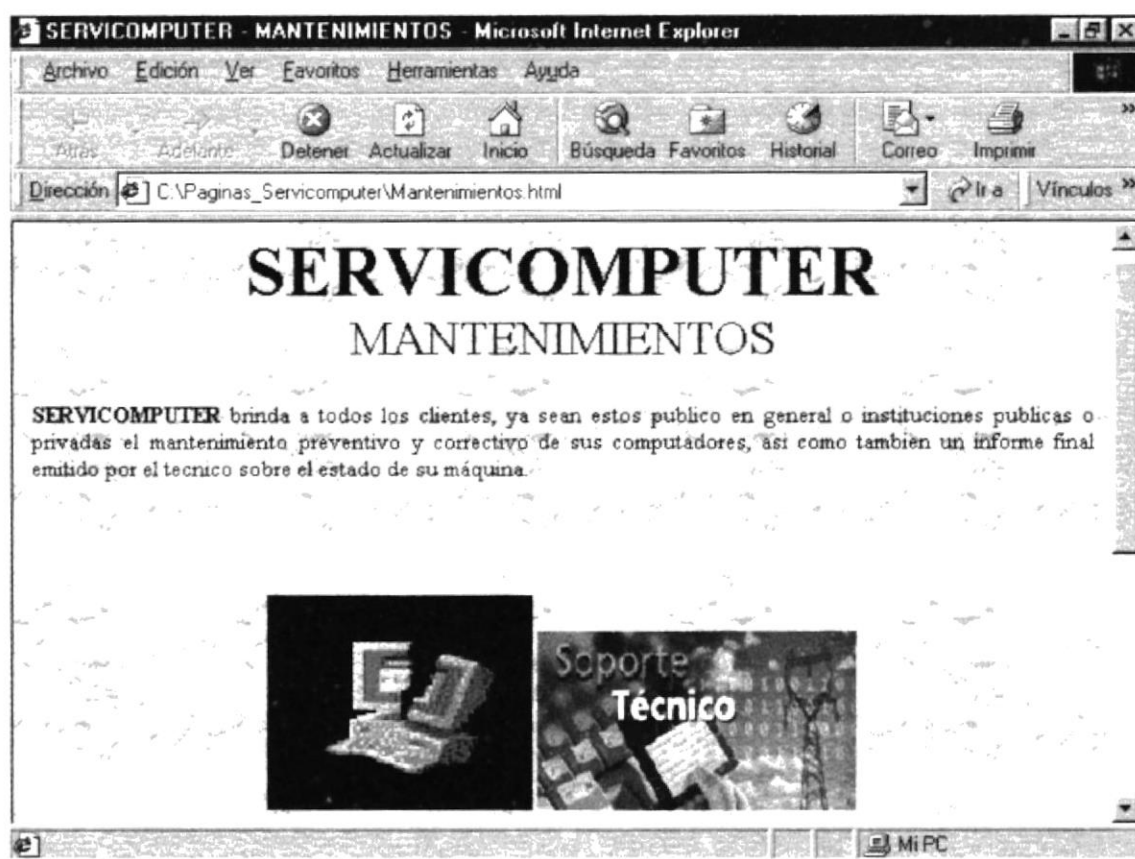 SERVICOMPUTER - MANTENIMIENTOS - Microsoft Internet Explorer
Archivo Edición Ver Favoritos Herramientas Ayuda
Atrás Adelante Detener Actualizar Inicio Búsqueda Favoritos Historial Correo Imprimir »
Dirección C:\Paginas_Servicomputer\Mantenimientos.html Ir a Vínculos »
SERVICOMPUTER
MANTENIMIENTOS
SERVICOMPUTER brinda a todos los clientes, ya sean estos publico en general o instituciones publicas o
privadas el mantenimiento preventivo y correctivo de sus computadores, asi como tambien un informe final
emitido por el tecnico sobre el estado de su máquina.
Soporte
Técnico
Mi PC